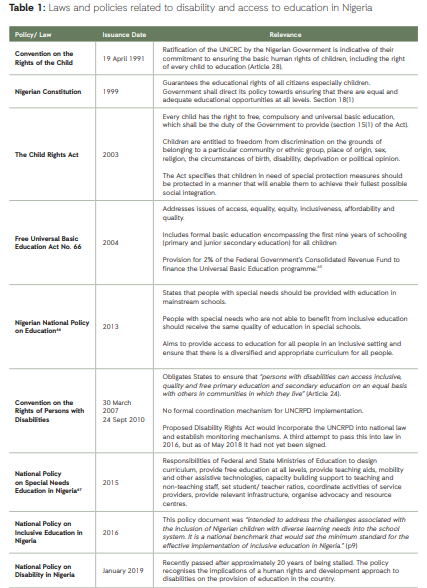 Table 1: Laws and policies related to disability and access to education in Nigeria
Policy/ Law Issuance Date Relevance
Convention on the
Rights of the Child
19 April 1991
Ratification of the UNCRC by the Nigerian Government is indicative of their
commitment to ensuring the basic human rights of children, including the right
of every child to education (Article 28).
Nigerian Constitution
1999
Guarantees the educational rights of all citizens especially children.
Government shall direct its policy towards ensuring that there are equal and
adequate educational opportunities at all levels. Section 18(1)
The Child Rights Act
2003
Every child has the right to free, compulsory and universal basic education,
which shall be the duty of the Government to provide (section 15(1) of the Act).
Children are entitled to freedom from discrimination on the grounds of
belonging to a particular community or ethnic group, place of origin, sex,
religion, the circumstances of birth, disability, deprivation or political opinion.
The Act specifies that children in need of special protection measures should
be protected in a manner that will enable them to achieve their fullest possible
social integration.
Free Universal Basic
Education Act No. 66
2004
Addresses issues of access, equality, equity, inclusiveness, affordability and
quality.
Includes formal basic education encompassing the first nine years of schooling
(primary and junior secondary education) for all children
Provision for 2% of the Federal Government's Consolidated Revenue Fund to
finance the Universal Basic Education programme.
Nigerian National Policy
on Education
2013
States that people with special needs should be provided with education in
mainstream schools.
People with special needs who are not able to benefit from inclusive education
should receive the same quality of education in special schools.
Aims to provide access to education for all people in an inclusive setting and
ensure that there is a diversified and appropriate curriculum for all people.
Convention on the
Rights of Persons with
Disabilities
30 March
2007
24 Sept 2010
Obligates States to ensure that "persons with disabilities can access inclusive,
quality and free primary education and secondary education on an equal basis
with others in communities in which they live" (Article 24).
No formal coordination mechanism for UNCRPD implementation.
Proposed Disability Rights Act would incorporate the UNCRPD into national law
and establish monitoring mechanisms. A third attempt to pass this into law in
2016, but as of May 2018 it had not yet been signed.
National Policy
on Special Needs
Education in Nigeria
2015
Responsibilities of Federal and State Ministries of Education to design
curriculum, provide free education at all levels, provide teaching aids, mobility
and other assistive technologies, capacity building support to teaching and
non-teaching staff, set student/ teacher ratios, coordinate activities of service
providers, provide relevant infrastructure, organise advocacy and resource
centres.
National Policy on
Inclusive Education in
Nigeria
2016
This policy document was "intended to address the challenges associated with
the inclusion of Nigerian children with diverse learning needs into the school
system. It is a national benchmark that would set the minimum standard for the
effective implementation of inclusive education in Nigeria." (p9)
National Policy on
Disability in Nigeria
January 2019
Recently passed after approximately 20 years of being stalled. The policy
recognises the implications of a human rights and development approach to
disabilities on the provision of education in the country.